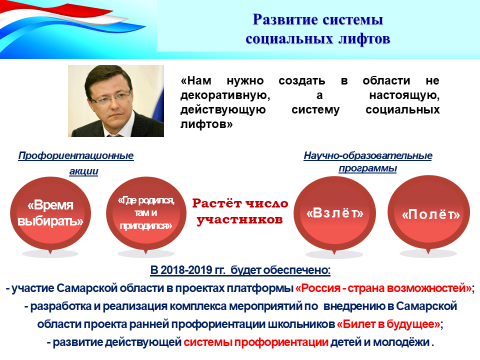 Развитие системы
социальных лифтов
«Нам нужно создать в области не
декоративную, а настоящую,
действующую систему социальных
лифтов»
Профориентационные
акции
Научно-образовательные
программы
«Время
выбирать»
«Где родился,
там и
пригодился»
Растёт число
участников
«Взлёт»
«Полёт»
В 2018-2019 гг. будет обеспечено:
- участие Самарской области в проектах платформы «Россия - страна возможностей»;
- разработка и реализация комплекса мероприятий по внедрению в Самарской
области проекта ранней профориентации школьников «Билет в будущее»;
- развитие действующей системы профориентации детей и молодёжи .